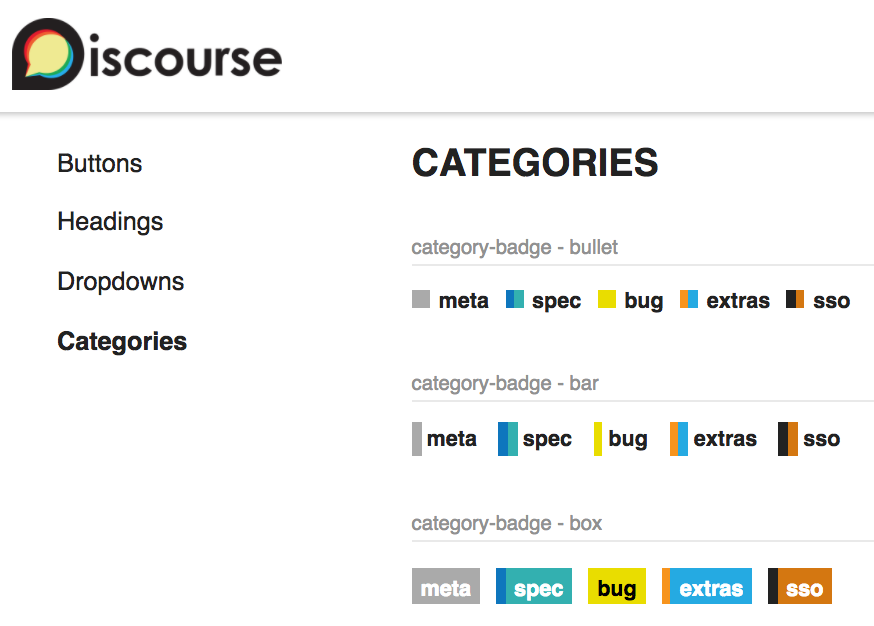 Discourse
Buttons
Headings
Dropdowns
Categories
CATEGORIES
category-badge - bullet
meta spec bug extras sso
category-badge - bar
meta spec bug extras sso
category-badge - box
meta spec bug extras sso